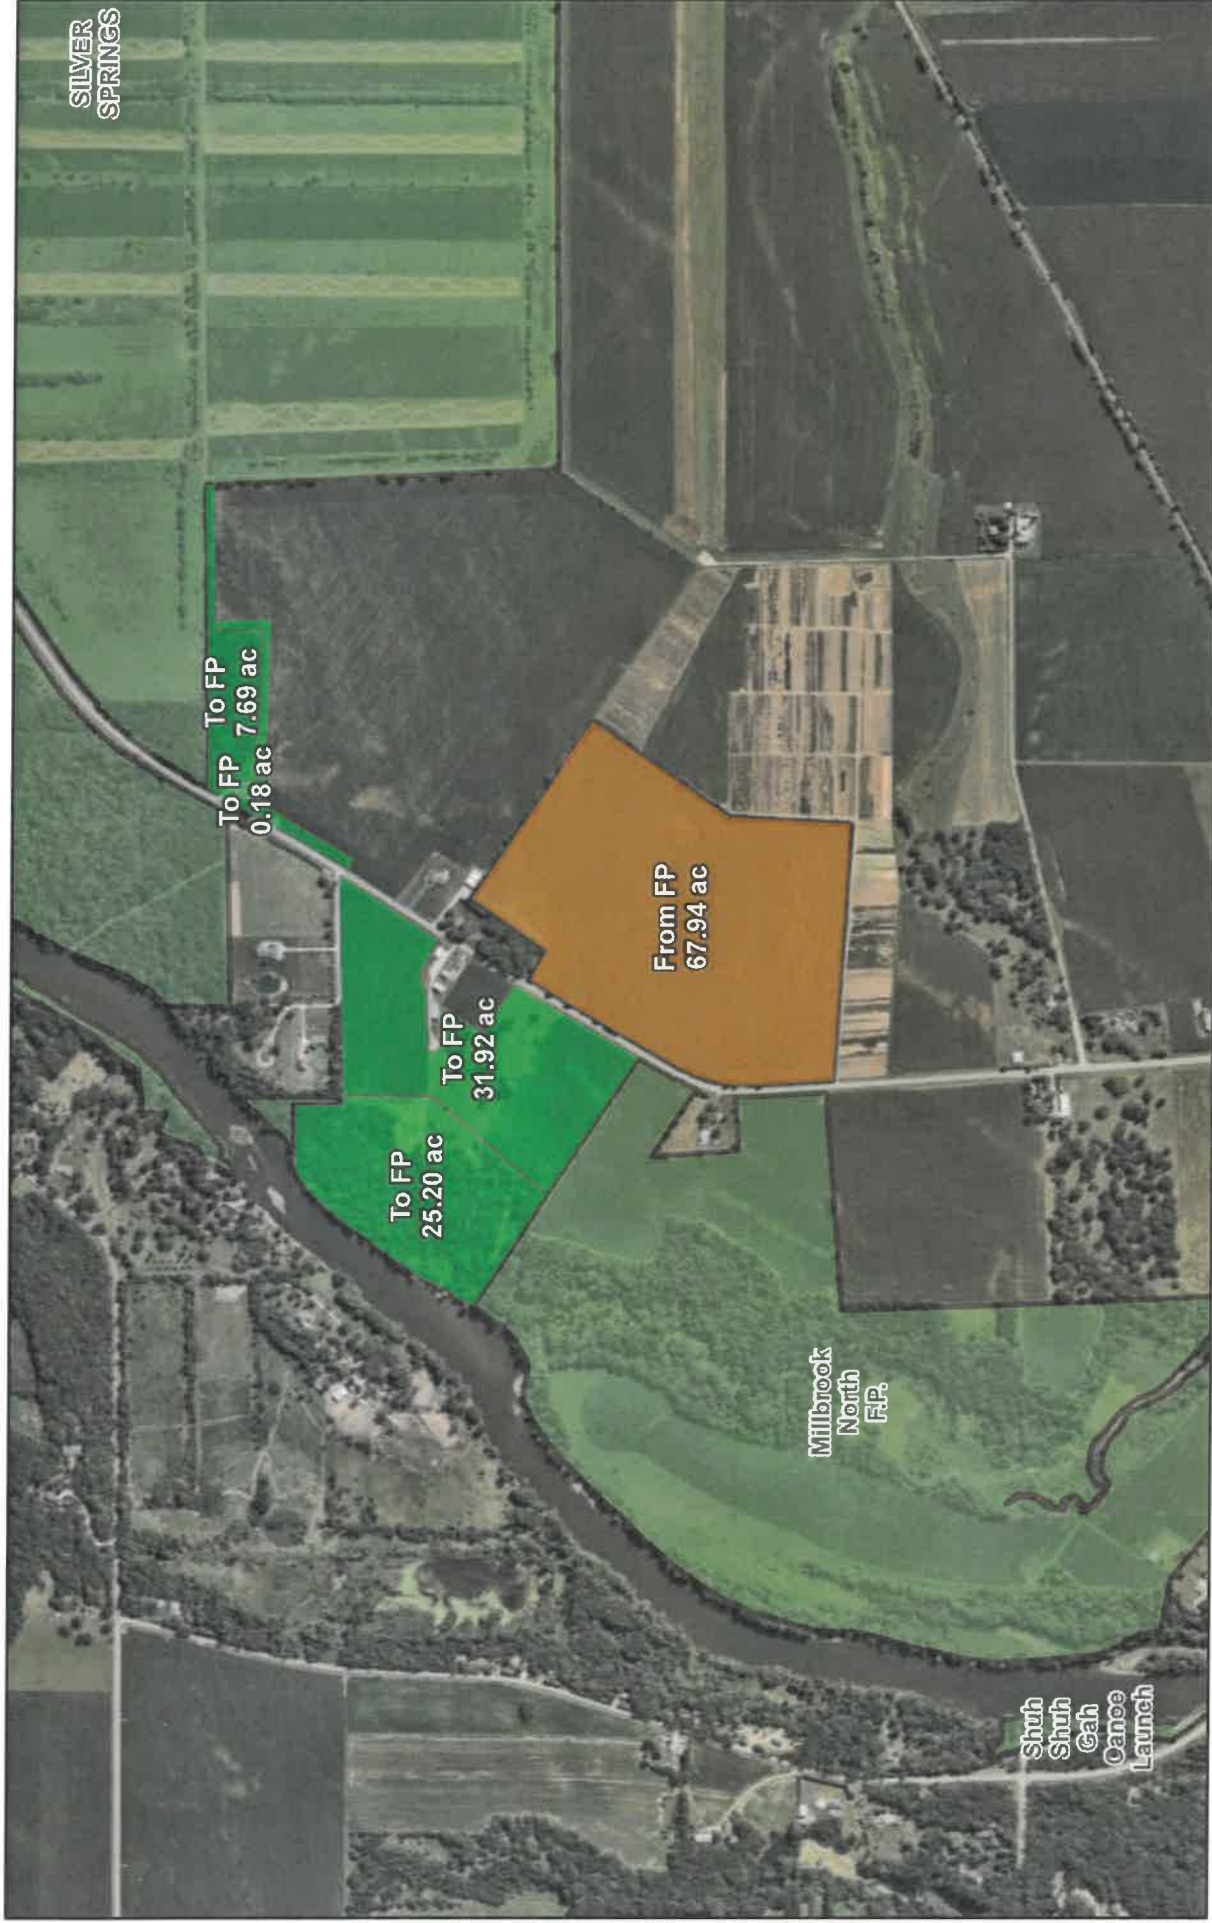 SILVER
SPRINGS
To FP
7.69 ac
To FP
0.18 ac
To FP
31.92 ac
To FP
25.20 ac
From FP
67.94 ac
Millbrook
North
F.P.
Shuh
Shuh
Gah
Canoe
Launch